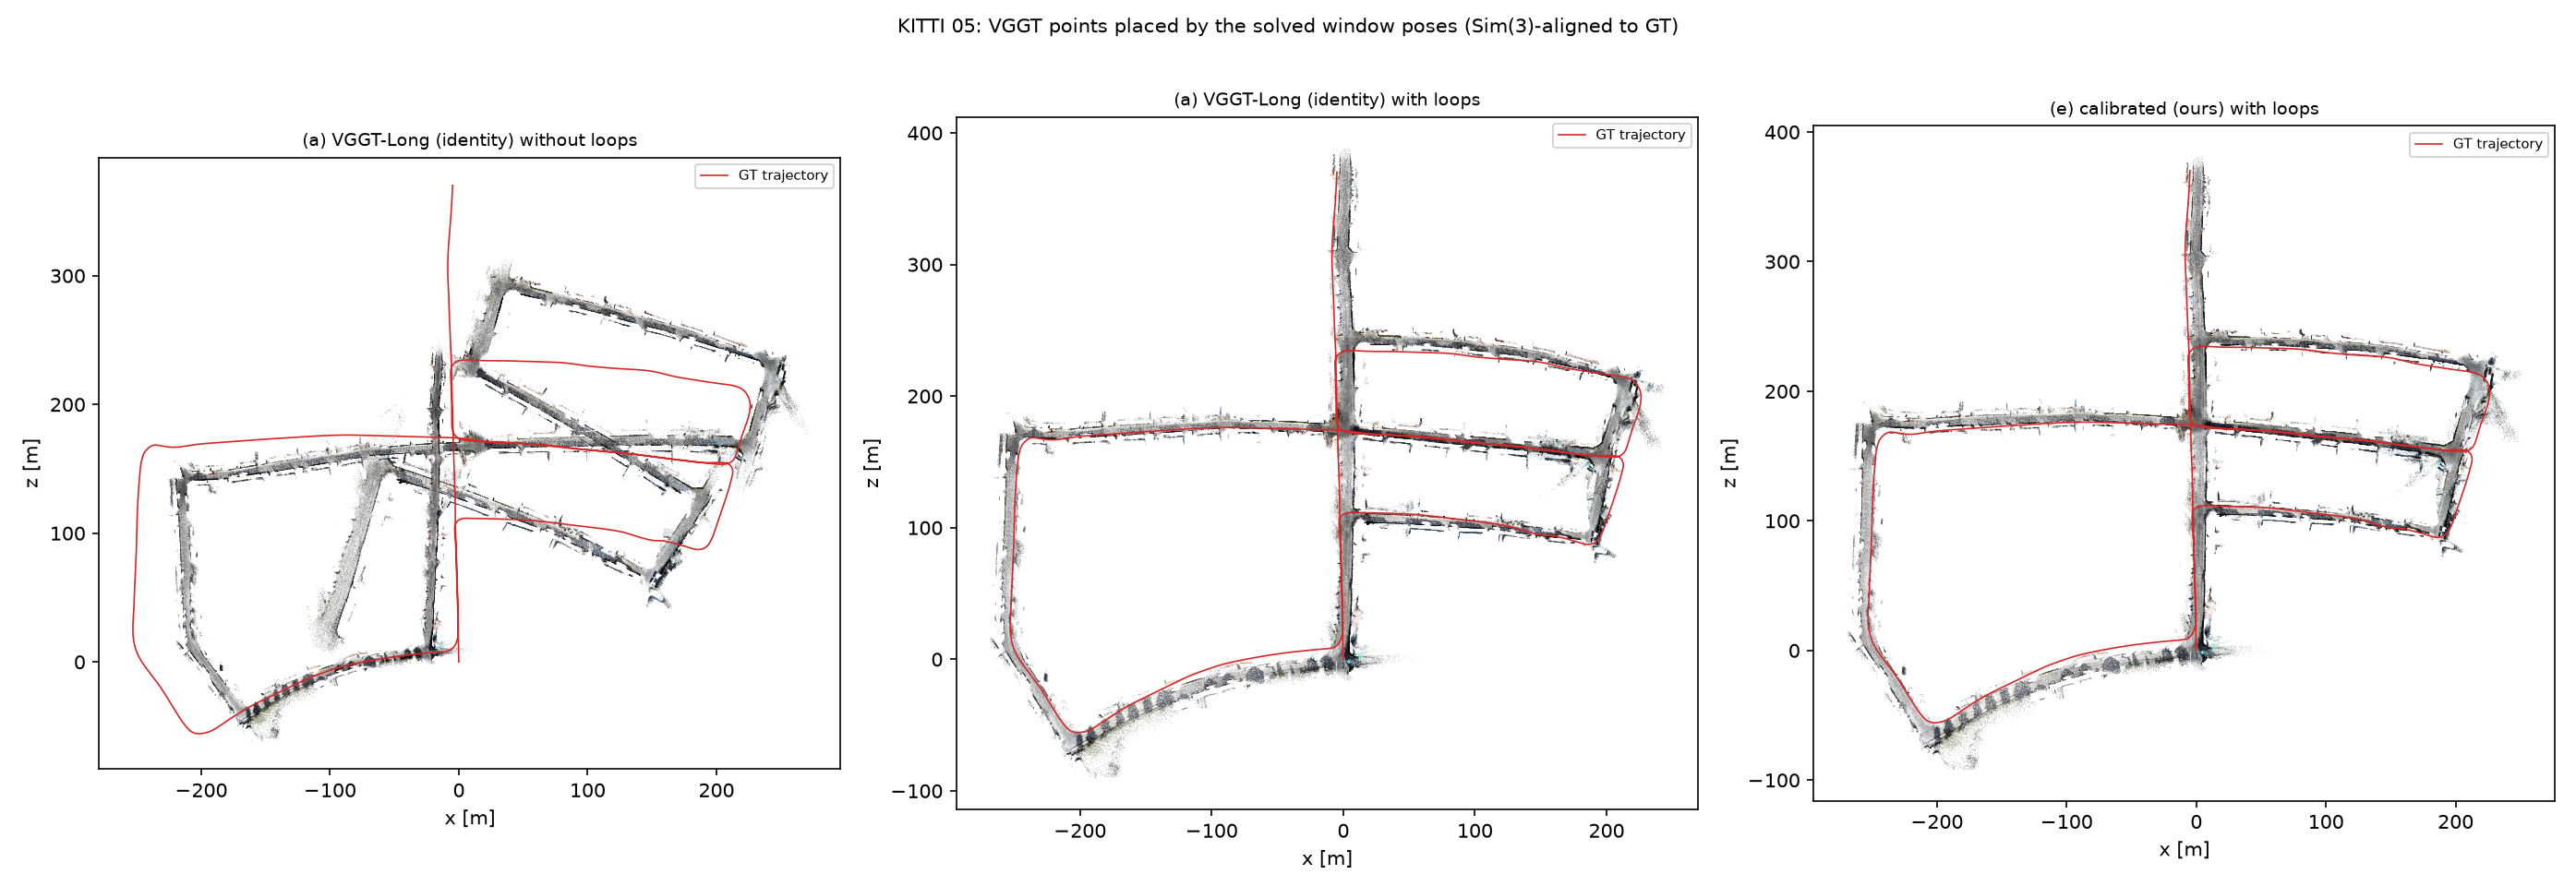 KITTI 05: VGGT points placed by the solved window poses (Sim(3)-aligned to GT)
(a) VGGT-Long (identity) without loops
GT trajectory
300
200
100
0
z [m]
−200 −100 0 100 200
x [m]
(a) VGGT-Long (identity) with loops
GT trajectory
400
300
200
100
0
−100
z [m]
−200 −100 0 100 200
x [m]
(e) calibrated (ours) with loops
GT trajectory
400
300
200
100
0
−100
z [m]
−200 −100 0 100 200
x [m]